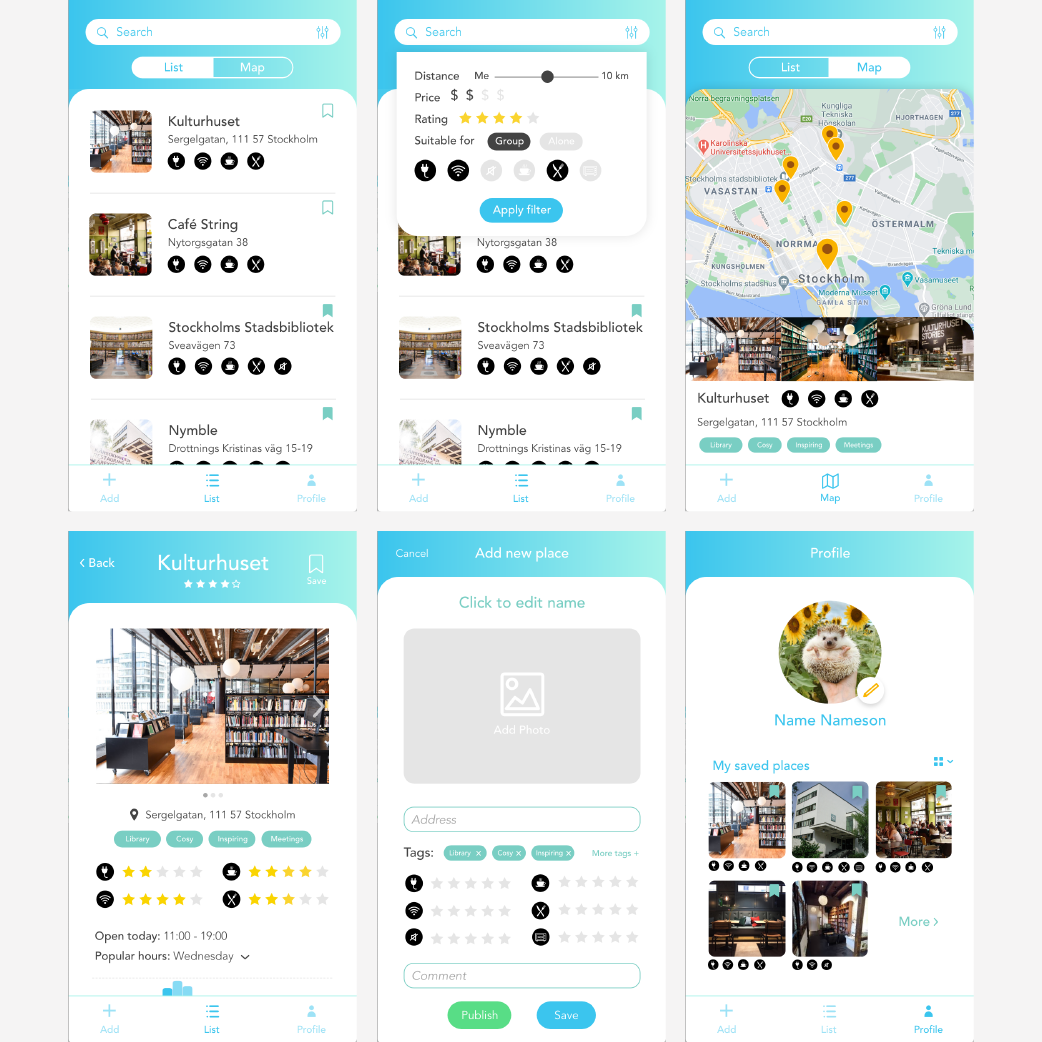 Search
List
Map
Kulturhuset
Sergelgatan, 111 57 Stockholm
Café String
Nytorgsgatan 38
Stockholms Stadsbibliotek
Sveavägen 73
Nymble
Drottnings Kristinas väg 15-19
Add
List
Profile
Search
Distance Me 10 km
Price $ $ $ $
Rating
Suitable for Group Alone
Apply filter
Nytorgsgatan 38
Stockholms Stadsbibliotek
Sveavägen 73
Nymble
Drottnings Kristinas väg 15-19
Add
List
Profile
Search
List
Map
Norra begravningsplatsen
Kungliga
Tekniska
Högskolan
E20
277
HJORTHAGEN
Karolinska
Universitetssjukhuset
Stockholms stadsbibliotek
277
VASASTAN
ÖSTERMALM
NORRMA
Tekniska m
KUNGSHOLMEN
Stockholm
Vasamuseet
Stockholms stadshus
Moderna Museet
GAMLA STAN
Gröna Lund
KULTURHUSET
STORIES
Kulturhuset
Sergelgatan, 111 57 Stockholm
Library
Cosy
Inspiring
Meetings
Add
Map
Profile
< Back
Kulturhuset
Save
Sergelgatan, 111 57 Stockholm
Library
Cosy
Inspiring
Meetings
Open today: 11:00 - 19:00
Popular hours: Wednesday
Add
List
Profile
Cancel
Add new place
Click to edit name
Add Photo
Address
Tags: Library x Cosy x Inspiring x More tags +
Comment
Publish
Save
Profile
Name Nameson
My saved places
More >
Add
List
Profile